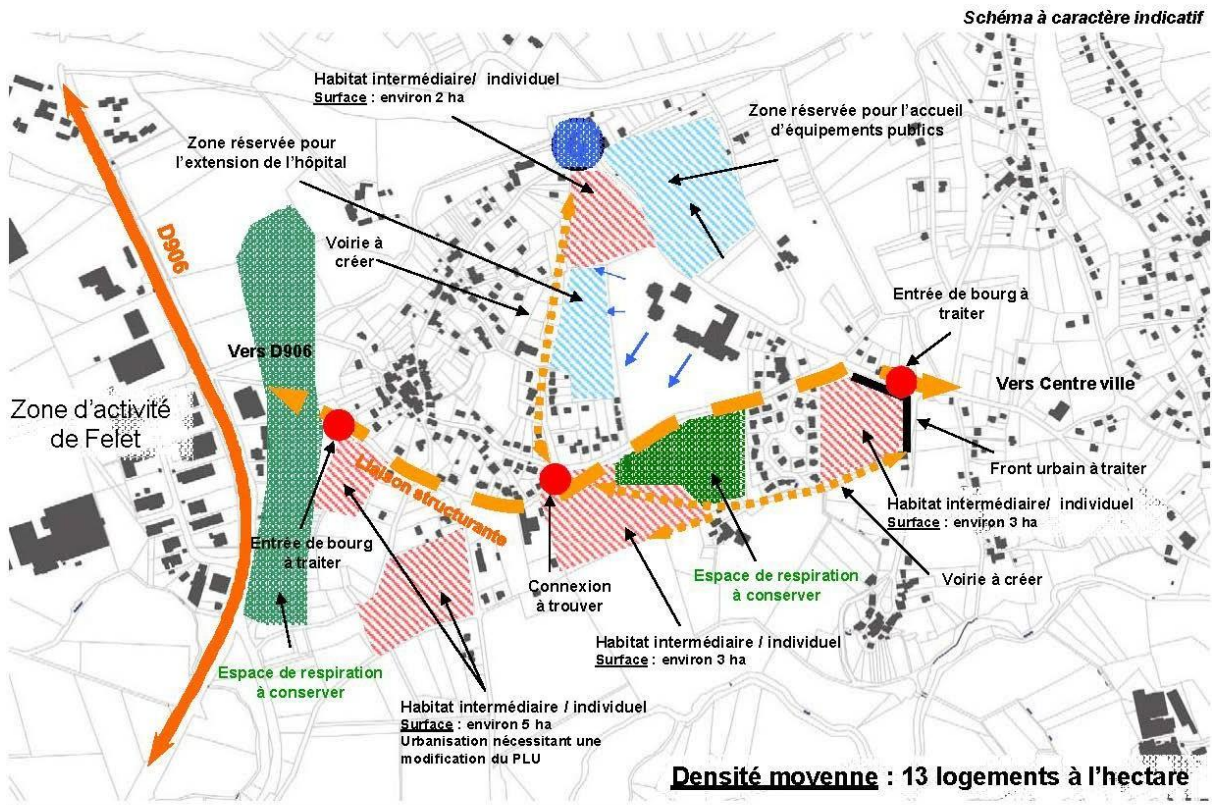 Schéma à caractère indicatif
Habitat intermédiaire/ individuel
Surface : environ 2 ha
Zone réservée pour l'accueil
d'équipements publics
Zone réservée pour
l'extension de l'hôpital
D906
Voirie à
créer
Entrée de bourg à
traiter
Vers D906
Vers Centre ville
Zone d'activité
de Felet
Liaison structurante
Front urbain à traiter
Habitat intermédiaire/ individuel
Surface : environ 3 ha
Entrée de bourg
à traiter
Connexion
à trouver
Espace de respiration
à conserver
Voirie à créer
Habitat intermédiaire / individuel
Surface : environ 3 ha
Espace de respiration
à conserver
Habitat intermédiaire / individuel
Surface : environ 5 ha
Urbanisation nécessitant une
modification du PLU
Densité moyenne : 13 logements à l'hectare